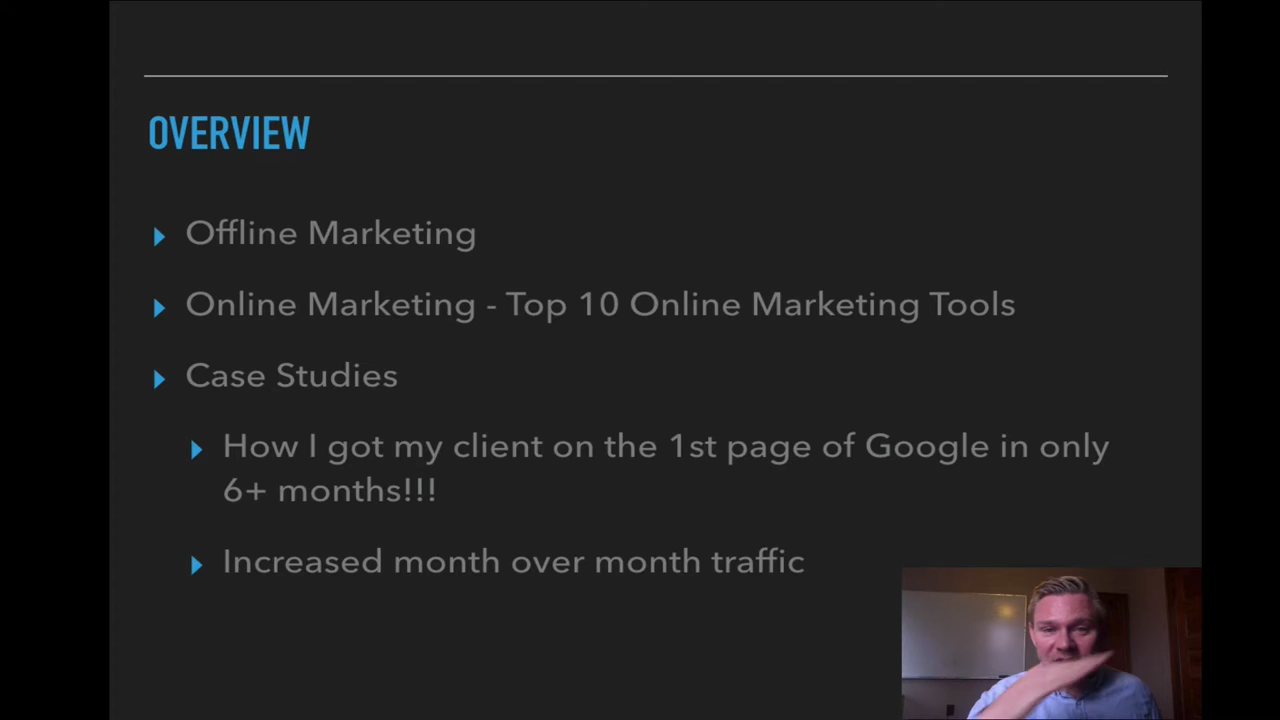 OVERVIEW
Offline Marketing
Online Marketing - Top 10 Online Marketing Tools
Case Studies
How I got my client on the 1st page of Google in only
6+ months!!!
Increased month over month traffic